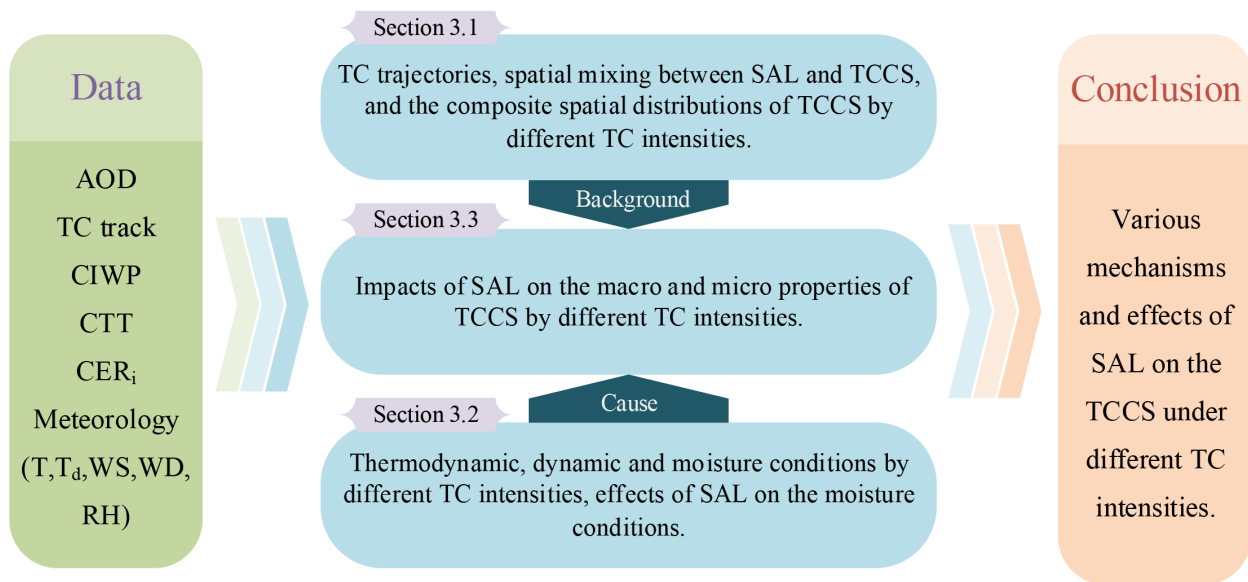 Data
AOD
TC track
CIWP
CTT
CERi
Meteorology
(T,Td,WS,WD,
RH)
Section 3.1
TC trajectories, spatial mixing between SAL and TCCS,
and the composite spatial distributions of TCCS by
different TC intensities.
Background
Section 3.3
Impacts of SAL on the macro and micro properties of
TCCS by different TC intensities.
Cause
Section 3.2
Thermodynamic, dynamic and moisture conditions by
different TC intensities, effects of SAL on the moisture
conditions.
Conclusion
Various
mechanisms
and effects of
SAL on the
TCCS under
different TC
intensities.